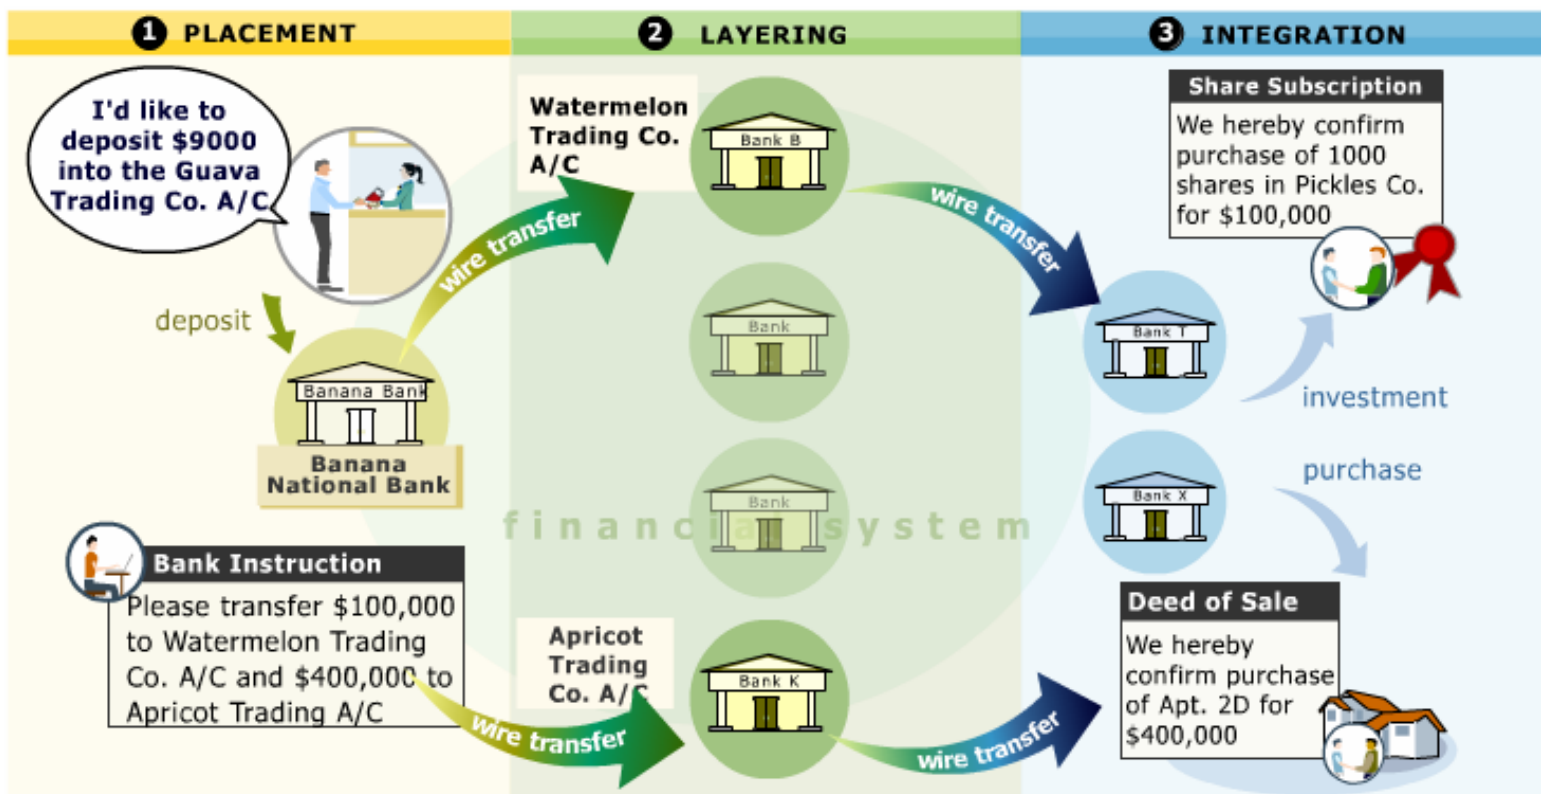 1 PLACEMENT
2 LAYERING
3 INTEGRATION
I'd like to
deposit $9000
into the Guava
Trading Co. A/C
deposit
Banana Bank
Banana
National Bank
Bank Instruction
Please transfer $100,000
to Watermelon Trading
Co. A/C and $400,000 to
Apricot Trading A/C
wire transfer
wire transfer
Watermelon
Trading Co.
A/C
Bank B
Bank
Bank
financial system
Apricot
Trading
Co. A/C
Bank K
wire transfer
wire transfer
Share Subscription
We hereby confirm
purchase of 1000
shares in Pickles Co.
for $100,000
Bank T
investment
Bank X
purchase
Deed of Sale
We hereby
confirm purchase
of Apt. 2D for
$400,000